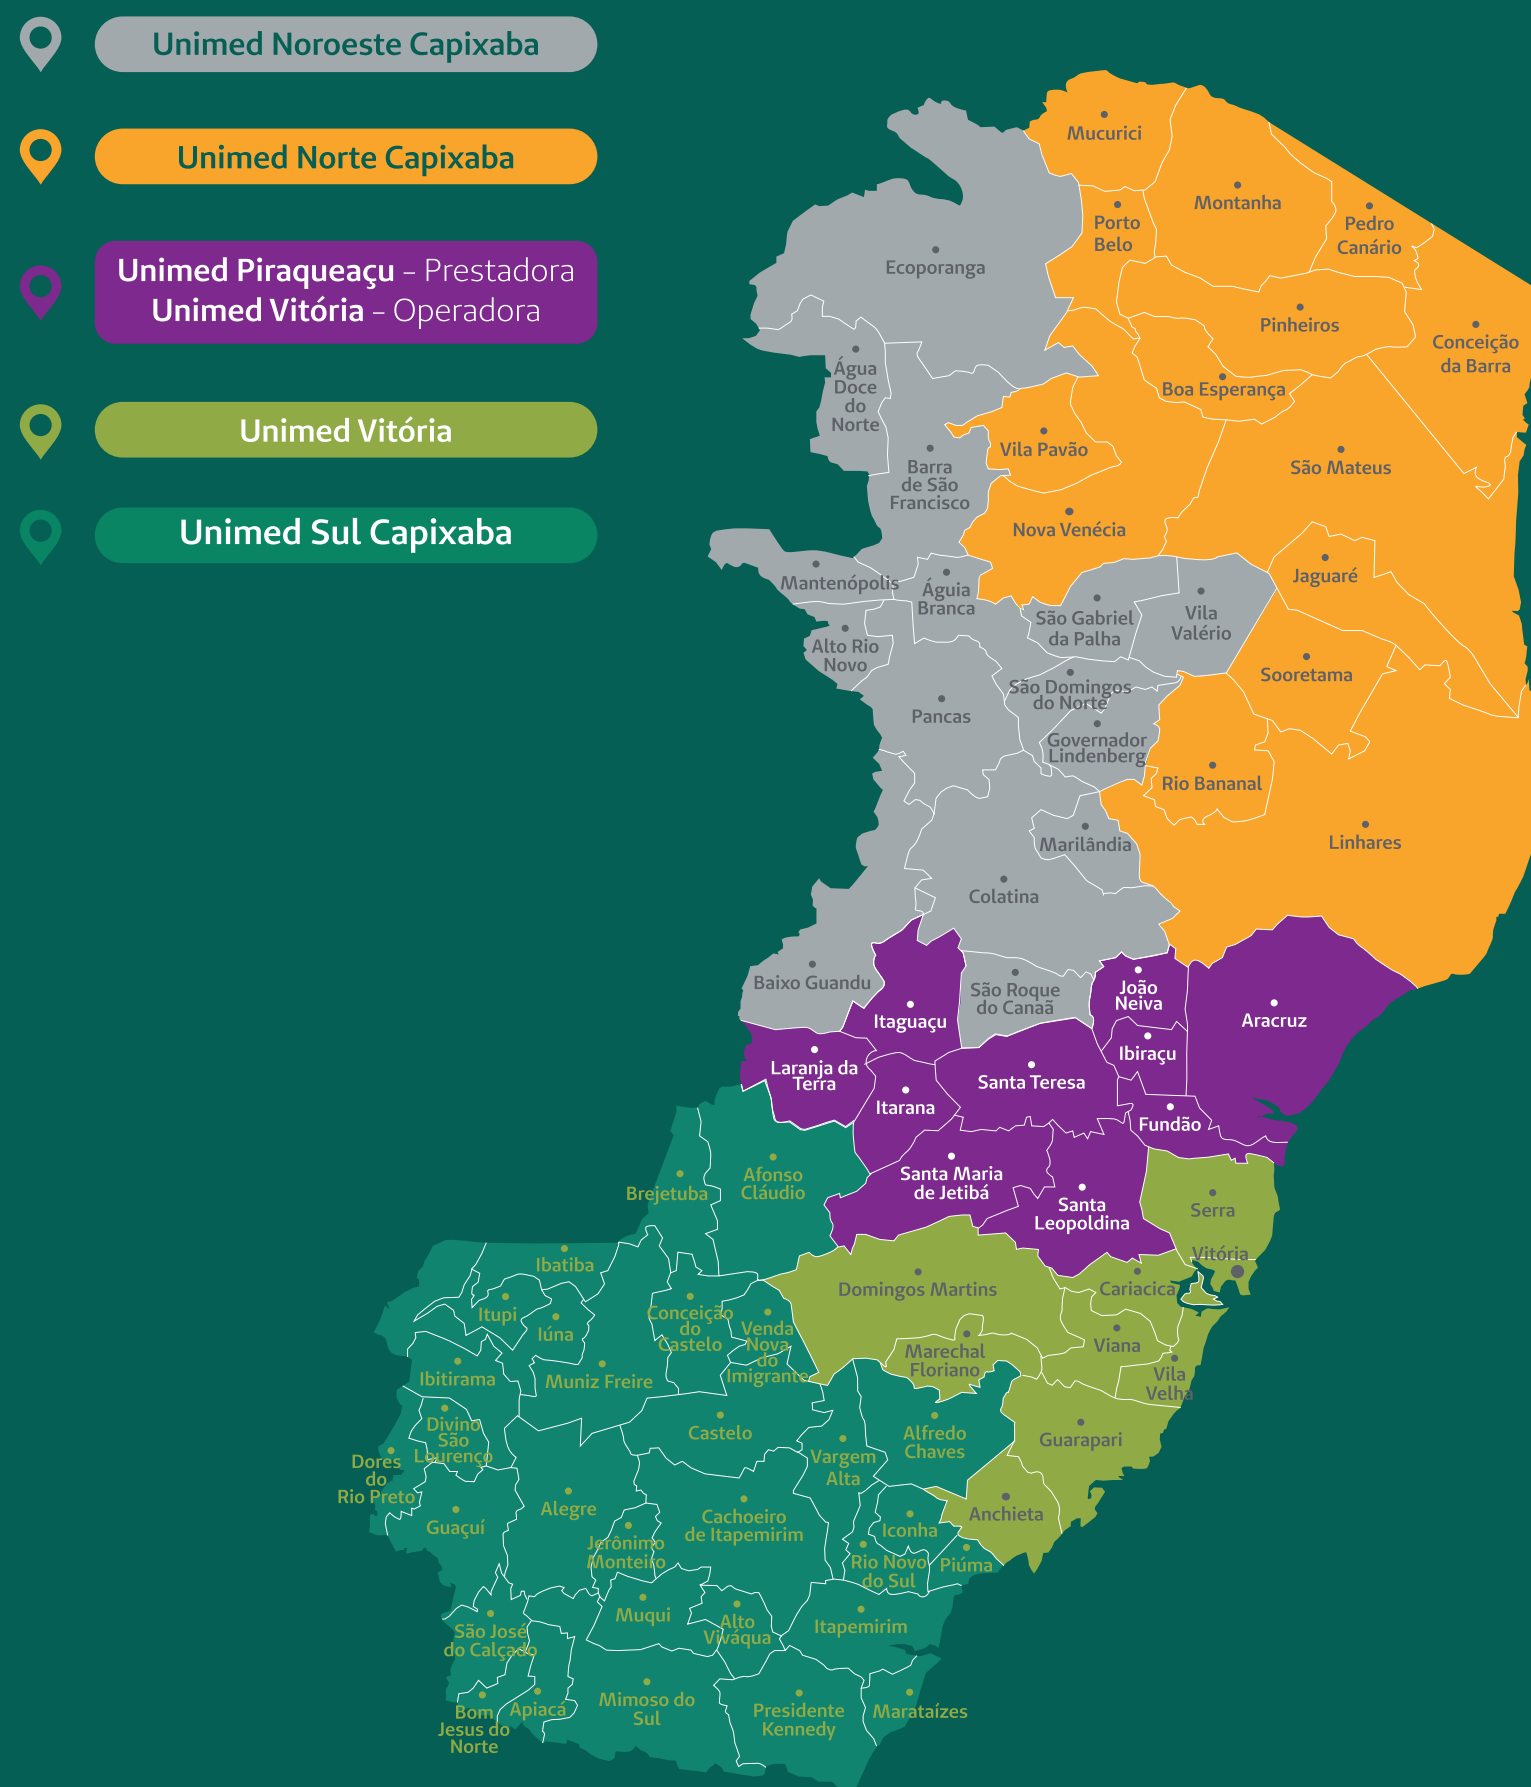 Unimed Noroeste Capixaba
Unimed Norte Capixaba
Unimed Piraqueaçu – Prestadora
Unimed Vitória – Operadora
Unimed Vitória
Unimed Sul Capixaba
Mucurici
Montanha
Porto
Belo
Pedro
Canário
Ecoporanga
Pinheiros
Conceição
da Barra
Água
Doce
do
Norte
Boa Esperança
Vila Pavão
São Mateus
Barra
de São
Francisco
Nova Venécia
Mantenópolis
Águia
Branca
Jaguaré
São Gabriel
da Palha
Vila
Valério
Alto Rio
Novo
Sooretama
São Domingos
do Norte
Pancas
Governador
Lindenberg
Rio Bananal
Marilândia
Linhares
Colatina
Baixo Guandu
São Roque
do Canaã
João
Neiva
Itaguaçu
Aracruz
Ibiraçu
Laranja da
Terra
Santa Teresa
Itarana
Fundão
Santa Maria
de Jetibá
Afonso
Cláudio
Brejetuba
Santa
Leopoldina
Serra
Vitória
Ibatiba
Domingos Martins
Cariacica
Itupi
Iúna
Conceição
do
Castelo
Venda
Nova
do
Imigrante
Viana
Marechal
Floriano
Ibitirama
Muniz Freire
Vila
Velha
Divino
São
Lourenço
Castelo
Alfredo
Chaves
Guarapari
Dores
do
Rio Preto
Vargem
Alta
Alegre
Anchieta
Guaçuí
Cachoeiro
de Itapemirim
Iconha
Jerônimo
Monteiro
Rio Novo
do Sul
Piúma
São José
do Calçado
Muqui
Alto
Viváqua
Itapemirim
Bom
Jesus do
Norte
Apiacá
Mimoso do
Sul
Presidente
Kennedy
Marataízes